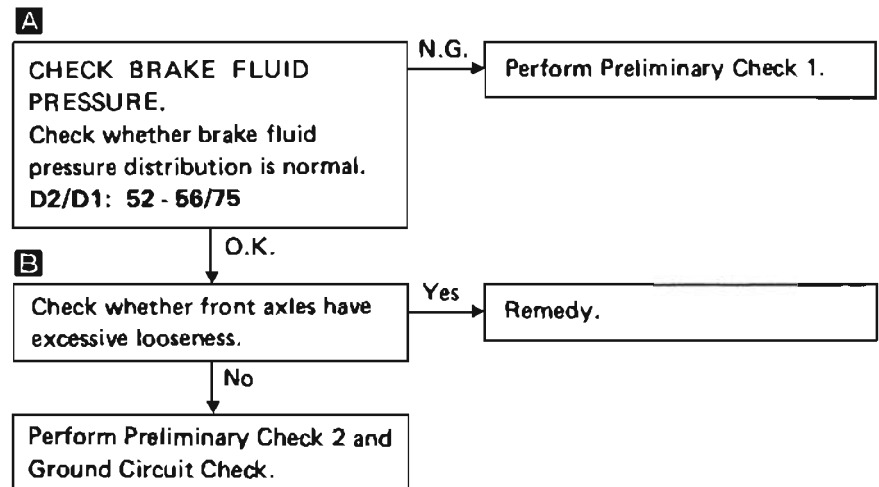 A
CHECK BRAKE FLUID
PRESSURE.
Check whether brake fluid
pressure distribution is normal.
D2/D1: 52 - 56/75
N.G.
Perform Preliminary Check 1.
O.K.
B
Check whether front axles have
excessive looseness.
Yes
Remedy.
No
Perform Preliminary Check 2 and
Ground Circuit Check.